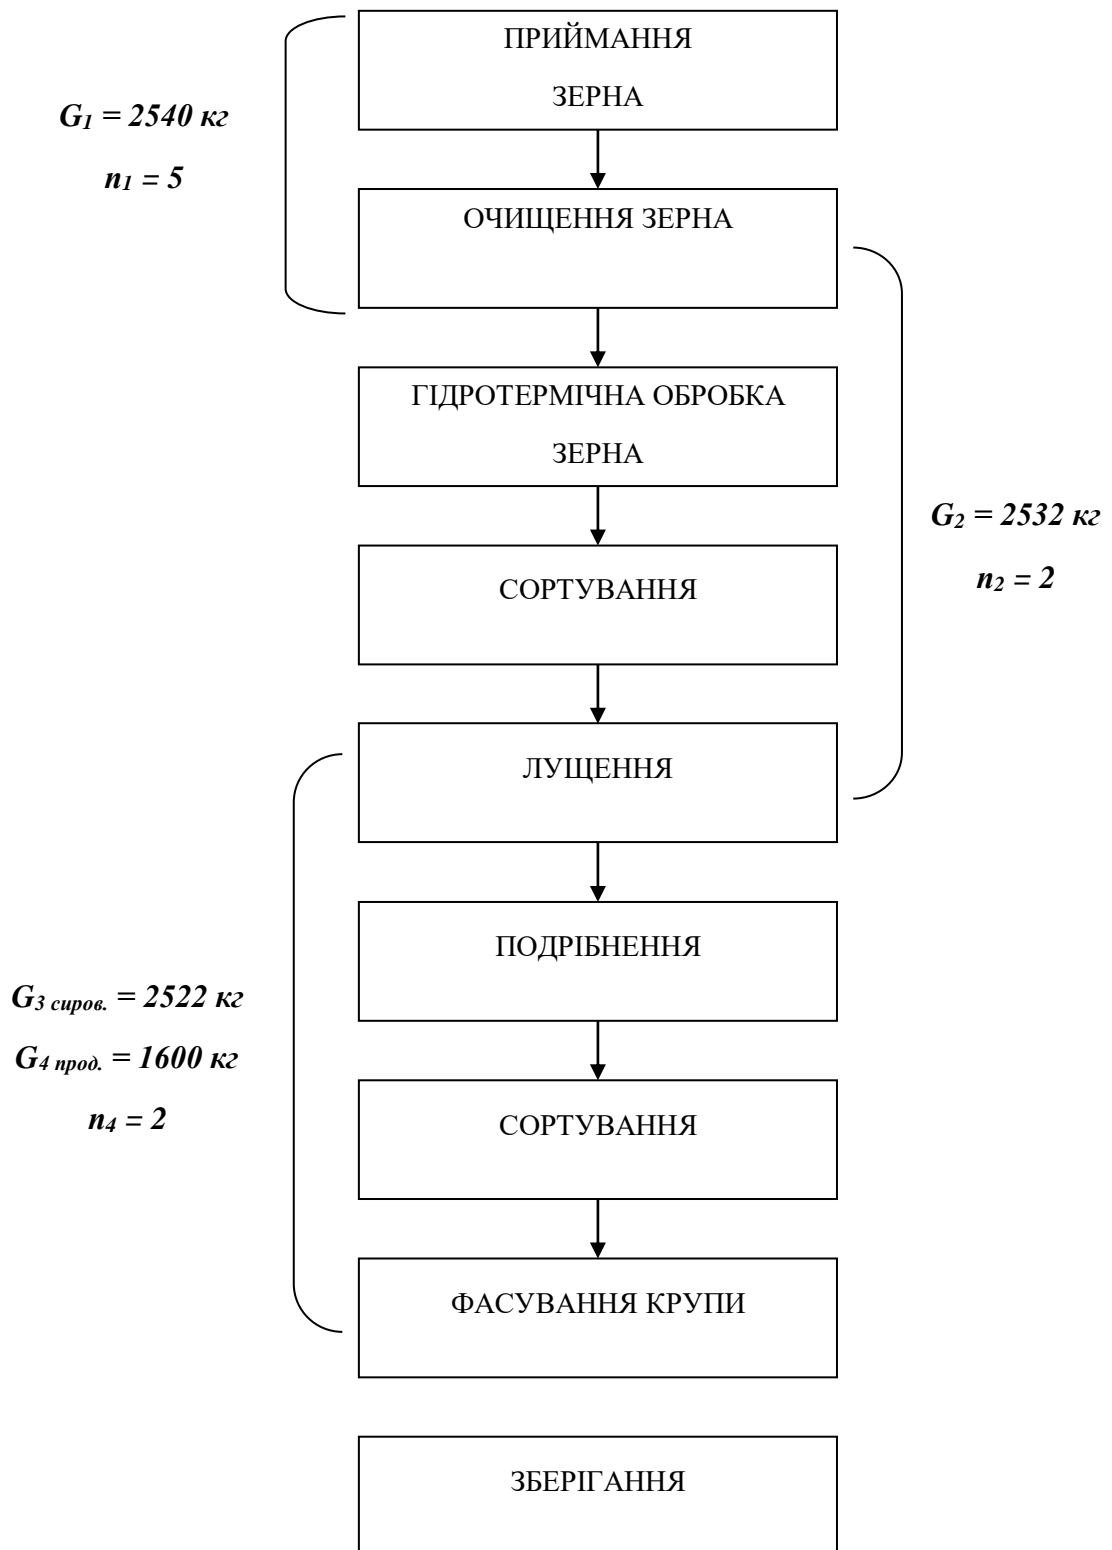 ПРИЙМАННЯ
ЗЕРНА
G1 = 2540 кг
n1 = 5
ОЧИЩЕННЯ ЗЕРНА
ГІДРОТЕРМІЧНА ОБРОБКА
ЗЕРНА
G2 = 2532 кг
n2 = 2
СОРТУВАННЯ
ЛУЩЕННЯ
ПОДРІБНЕННЯ
G3 сиров. = 2522 кг
G4 прод. = 1600 кг
n4 = 2
СОРТУВАННЯ
ФАСУВАННЯ КРУПИ
ЗБЕРІГАННЯ